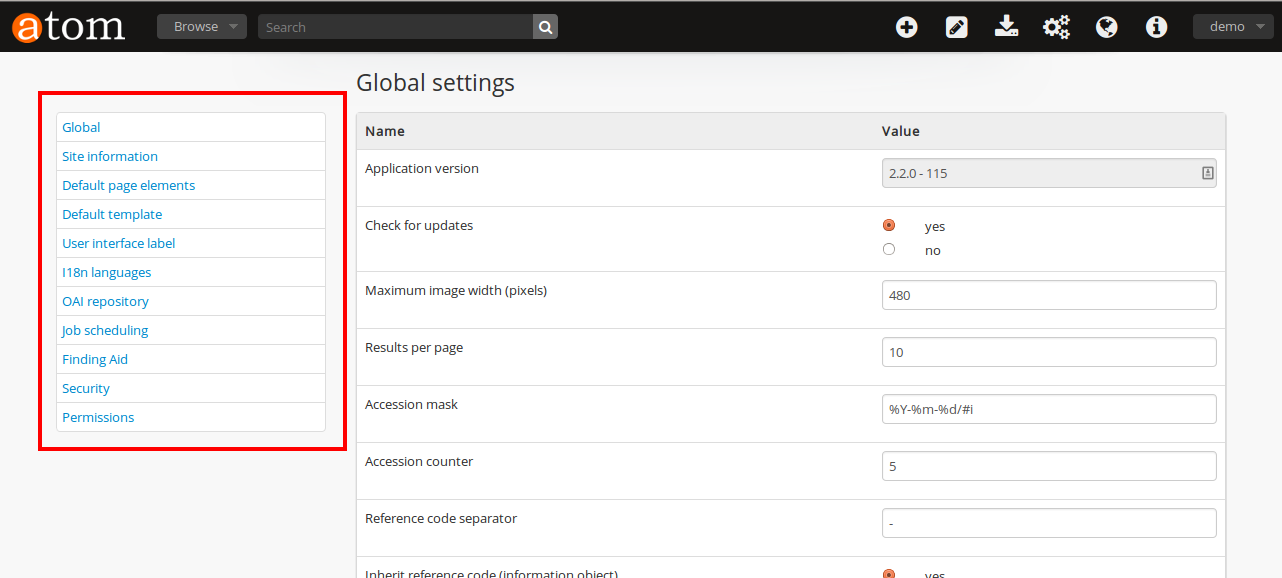 atom
Browse
Search
demo
Global
Site information
Default page elements
Default template
User interface label
I18n languages
OAI repository
Job scheduling
Finding Aid
Security
Permissions
Global settings
Name Value
Application version 2.2.0 - 115
Check for updates yes
no
Maximum image width (pixels) 480
Results per page 10
Accession mask %Y-%m-%d/#i
Accession counter 5
Reference code separator -
Inherit reference code (information object) yes